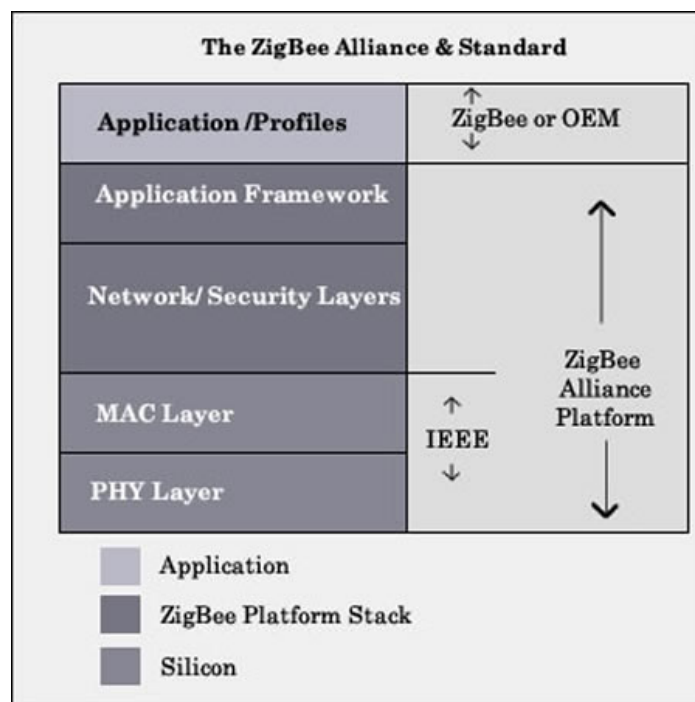 The ZigBee Alliance & Standard
Application /Profiles
ZigBee or OEM
Application Framework
Network/ Security Layers
ZigBee
Alliance
Platform
MAC Layer
IEEE
PHY Layer
Application
ZigBee Platform Stack
Silicon